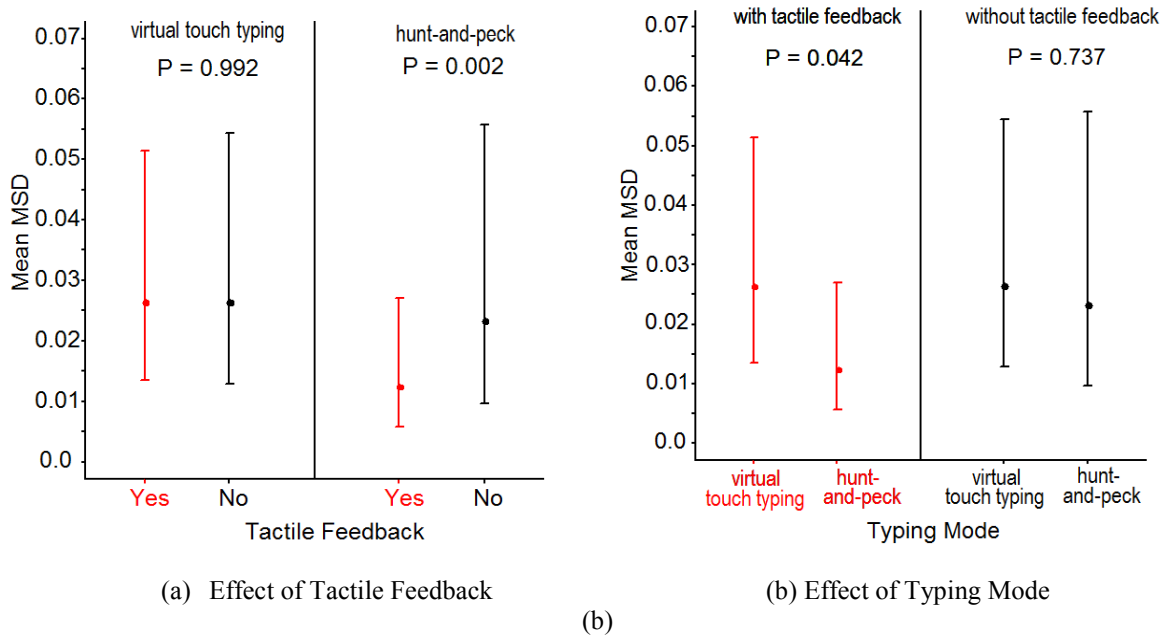 virtual touch typing
P = 0.992
hunt-and-peck
P = 0.002
0.07
0.06
0.05
0.04
0.03
0.02
0.01
0.0
Mean MSD
Yes
No
Yes
No
Tactile Feedback
(a) Effect of Tactile Feedback
with tactile feedback
P = 0.042
without tactile feedback
P = 0.737
0.07
0.06
0.05
0.04
0.03
0.02
0.01
0.0
Mean MSD
virtual
touch typing
hunt-
and-peck
virtual
touch typing
hunt-
and-peck
Typing Mode
(b) Effect of Typing Mode
(b)